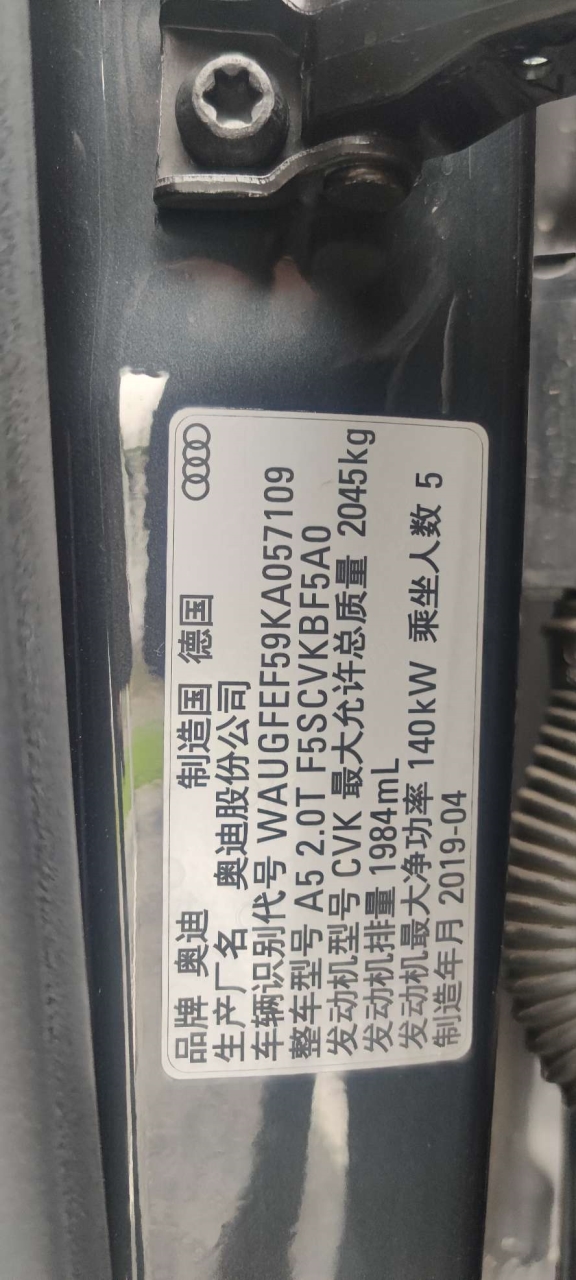 品牌 奥迪 制造国 德国
生产厂名 奥迪股份公司
车辆识别代号 WAUGFEF59KA057109
整车型号 A5 2.0T F5SCVKBF5A0
发动机型号 CVK 最大允许总质量 2045kg
发动机排量 1984mL
发动机最大净功率 140kW 乘坐人数 5
制造年月 2019-04